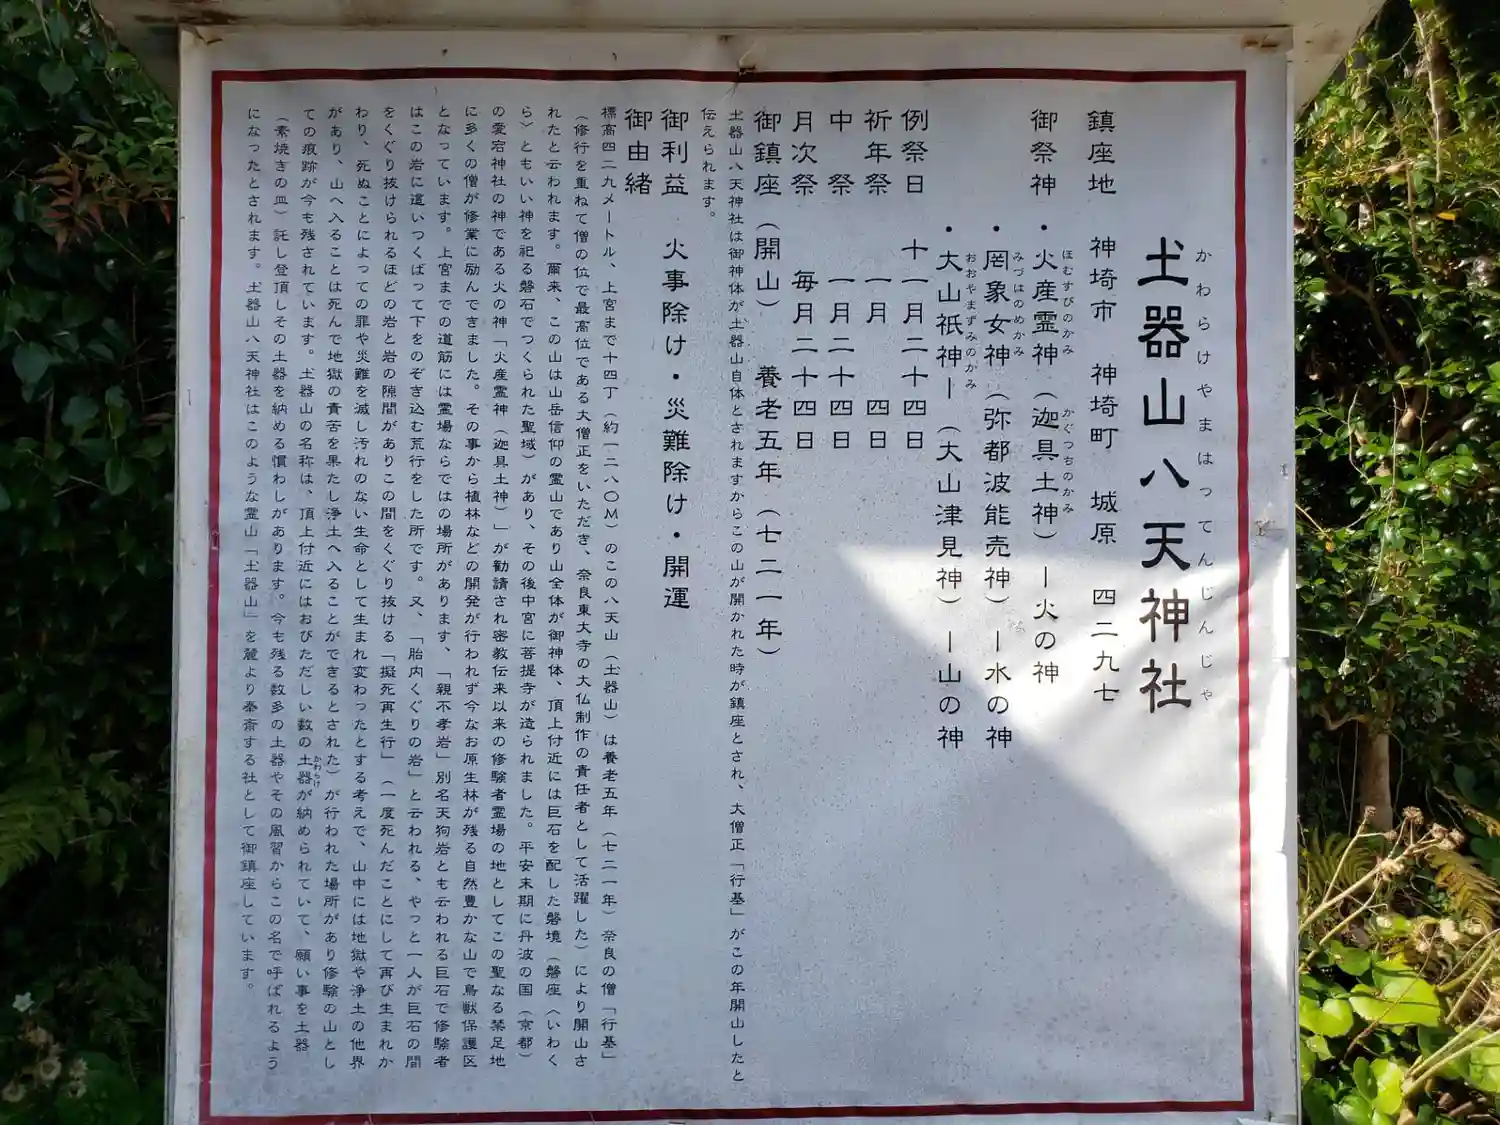 土器山八天神社
かわらけやまはってんじんじゃ
鎮座地 神埼市 神埼町 城原 四二九七
御祭神 ・火産霊神(迦具土神)ー火の神
ほむすびのかみ かぐつちのかみ
・罔象女神(弥都波能売神)ー水の神
みづはのめかみ
・大山祇神ー(大山津見神)ー山の神
おおやまずみのかみ
例祭日 十一月二十四日
祈年祭 一月 四日
中祭 一月二十四日
月次祭 毎月二十四日
御鎮座(開山) 養老五年(七二一年)
土器山八天神社は御神体が土器山自体とされますからこの山が開かれた時が鎮座とされ、大僧正「行基」がこの年開山したと
伝えられます。
御利益 火事除け・災難除け・開運
御由緒
標高四二九メートル、上宮まで十四丁(約一二八〇M)のこの八天山(土器山)は養老五年(七二一年)奈良の僧「行基」
(修行を重ねて僧の位で最高位である大僧正をいただき、奈良東大寺の大仏制作の責任者として活躍した)により開山さ
れたと云われます。爾来、この山は山岳信仰の霊山であり山全体が御神体、頂上付近には巨石を配した磐境(磐座(いわく
ら)ともいい神を祀る磐石でつくられた聖域)があり、その後中宮に菩提寺が造られました。平安末期に丹波の国(京都)
の愛宕神社の神である火の神「火産霊神(迦具土神)」が勧請され密教伝来以来の修験者霊場の地としてこの聖なる禁足地
に多くの僧が修業に励んできました。その事から植林などの開発が行われず今なお原生林が残る自然豊かな山で鳥獣保護区
となっています。上宮までの道筋には霊場ならではの場所があります、「親不孝岩」別名天狗岩とも云われる巨石で修験者
はこの岩に這いつくばって下をのぞき込む荒行をした所です。又、「胎内くぐりの岩」と云われる、やっと一人が巨石の間
をくぐり抜けられるほどの岩と岩の隙間がありこの間をくぐり抜ける「擬死再生行」(一度死んだことにして再び生まれか
わり、死ぬことによっての罪や災難を滅し汚れのない生命として生まれ変わったとする考えで、山中には地獄や浄土の他界
があり、山へ入ることは死んで地獄の責苦を果たし浄土へ入ることができるとされた)が行われた場所があり修験の山とし
ての痕跡が今も残されています。土器山の名称は、頂上付近にはおびただしい数の土器が納められていて、願い事を土器
かわらけ
(素焼きの皿)託し登頂しその土器を納める慣わしがあります。今も残る数多の土器やその風習からこの名で呼ばれるよう
になったとされます。土器山八天神社はこのような霊山「土器山」を麓より奉斎する社として御鎮座しています。